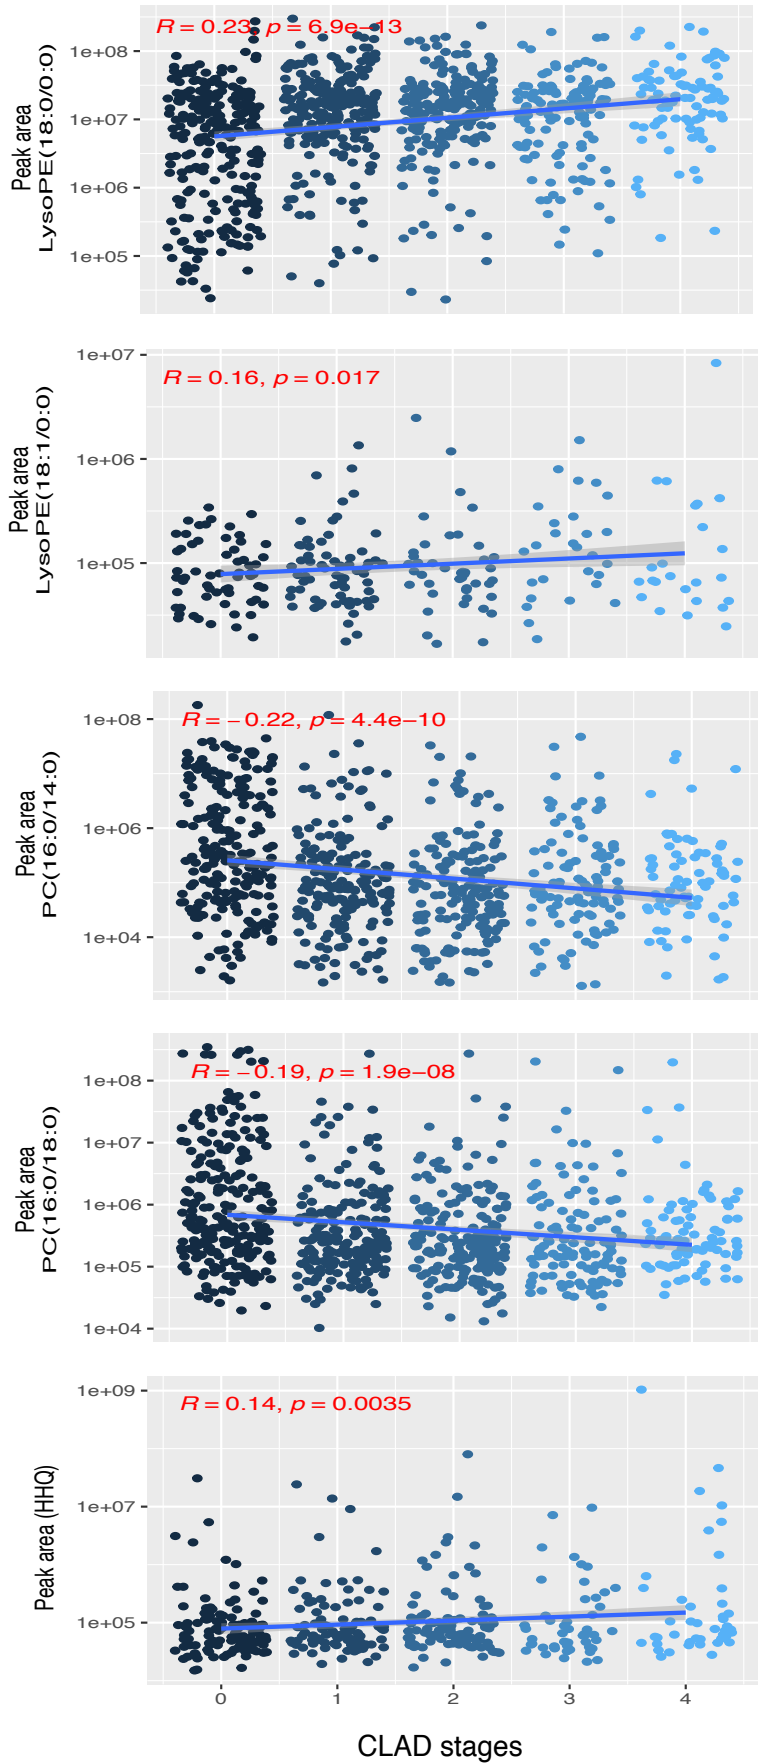 R = 0.23, p = 6.9e−13
Peak area
LysoPE(18:0/0:0)
1e+08
1e+07
1e+06
1e+05
R = 0.16, p = 0.017
Peak area
LysoPE(18:1/0:0)
1e+07
1e+06
1e+05
R = −0.22, p = 4.4e−10
Peak area
PC(16:0/14:0)
1e+08
1e+06
1e+04
R = −0.19, p = 1.9e−08
Peak area
PC(16:0/18:0)
1e+08
1e+07
1e+06
1e+05
1e+04
R = 0.14, p = 0.0035
Peak area (HHQ)
1e+09
1e+07
1e+05
0 1 2 3 4
CLAD stages